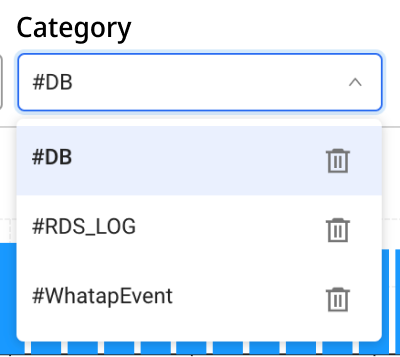 Category
#DB
#DB
#RDS_LOG
#WhatapEvent